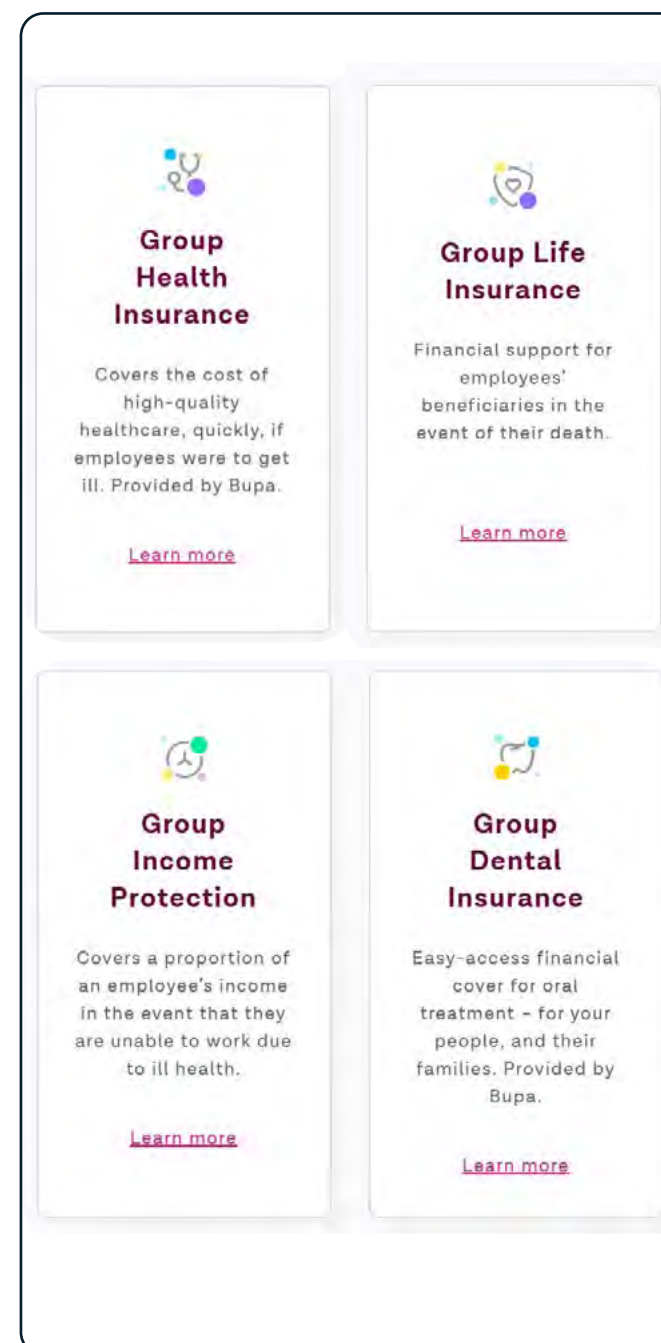 Group
Health
Insurance
Covers the cost of
high-quality
healthcare, quickly, if
employees were to get
ill. Provided by Bupa.
Learn more
Group Life
Insurance
Financial support for
employees'
beneficiaries in the
event of their death.
Learn more
Group
Income
Protection
Covers a proportion of
an employee's income
in the event that they
are unable to work due
to ill health.
Learn more
Group
Dental
Insurance
Easy-access financial
cover for oral
treatment – for your
people, and their
families. Provided by
Bupa.
Learn more